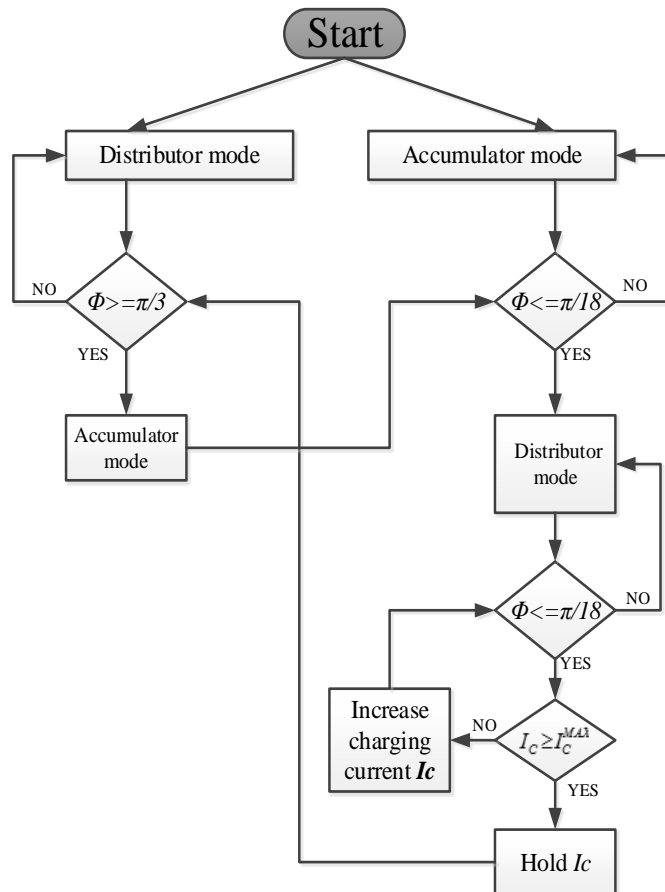 Start
Distributor mode
Accumulator mode
NO
Φ>=π/3
Φ<=π/18
NO
YES
YES
Accumulator
mode
Distributor
mode
Φ<=π/18
NO
YES
Increase
charging
current Ic
NO
I_C ≥ I_C^MAX
YES
Hold Ic